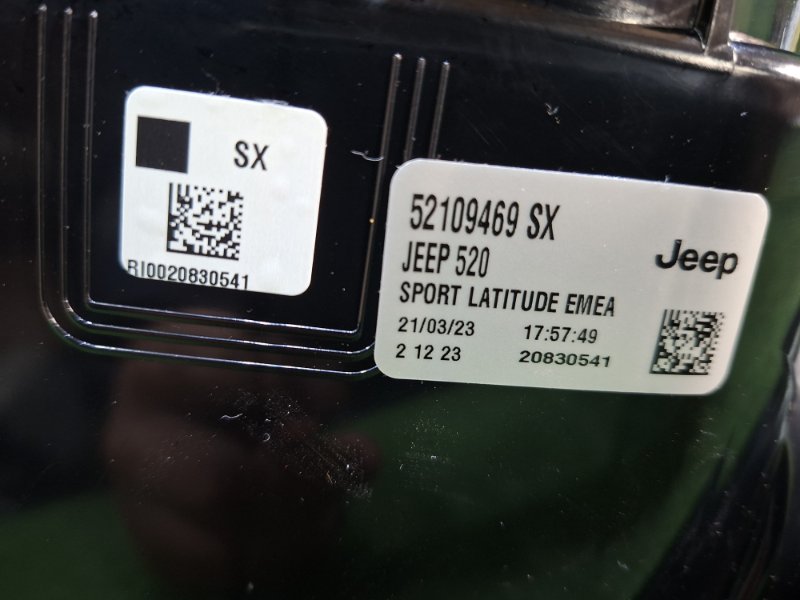 SX
RI0020830541
52109469 SX
JEEP 520
Jeep
SPORT LATITUDE EMEA
21/03/23 17:57:49
2 12 23 20830541